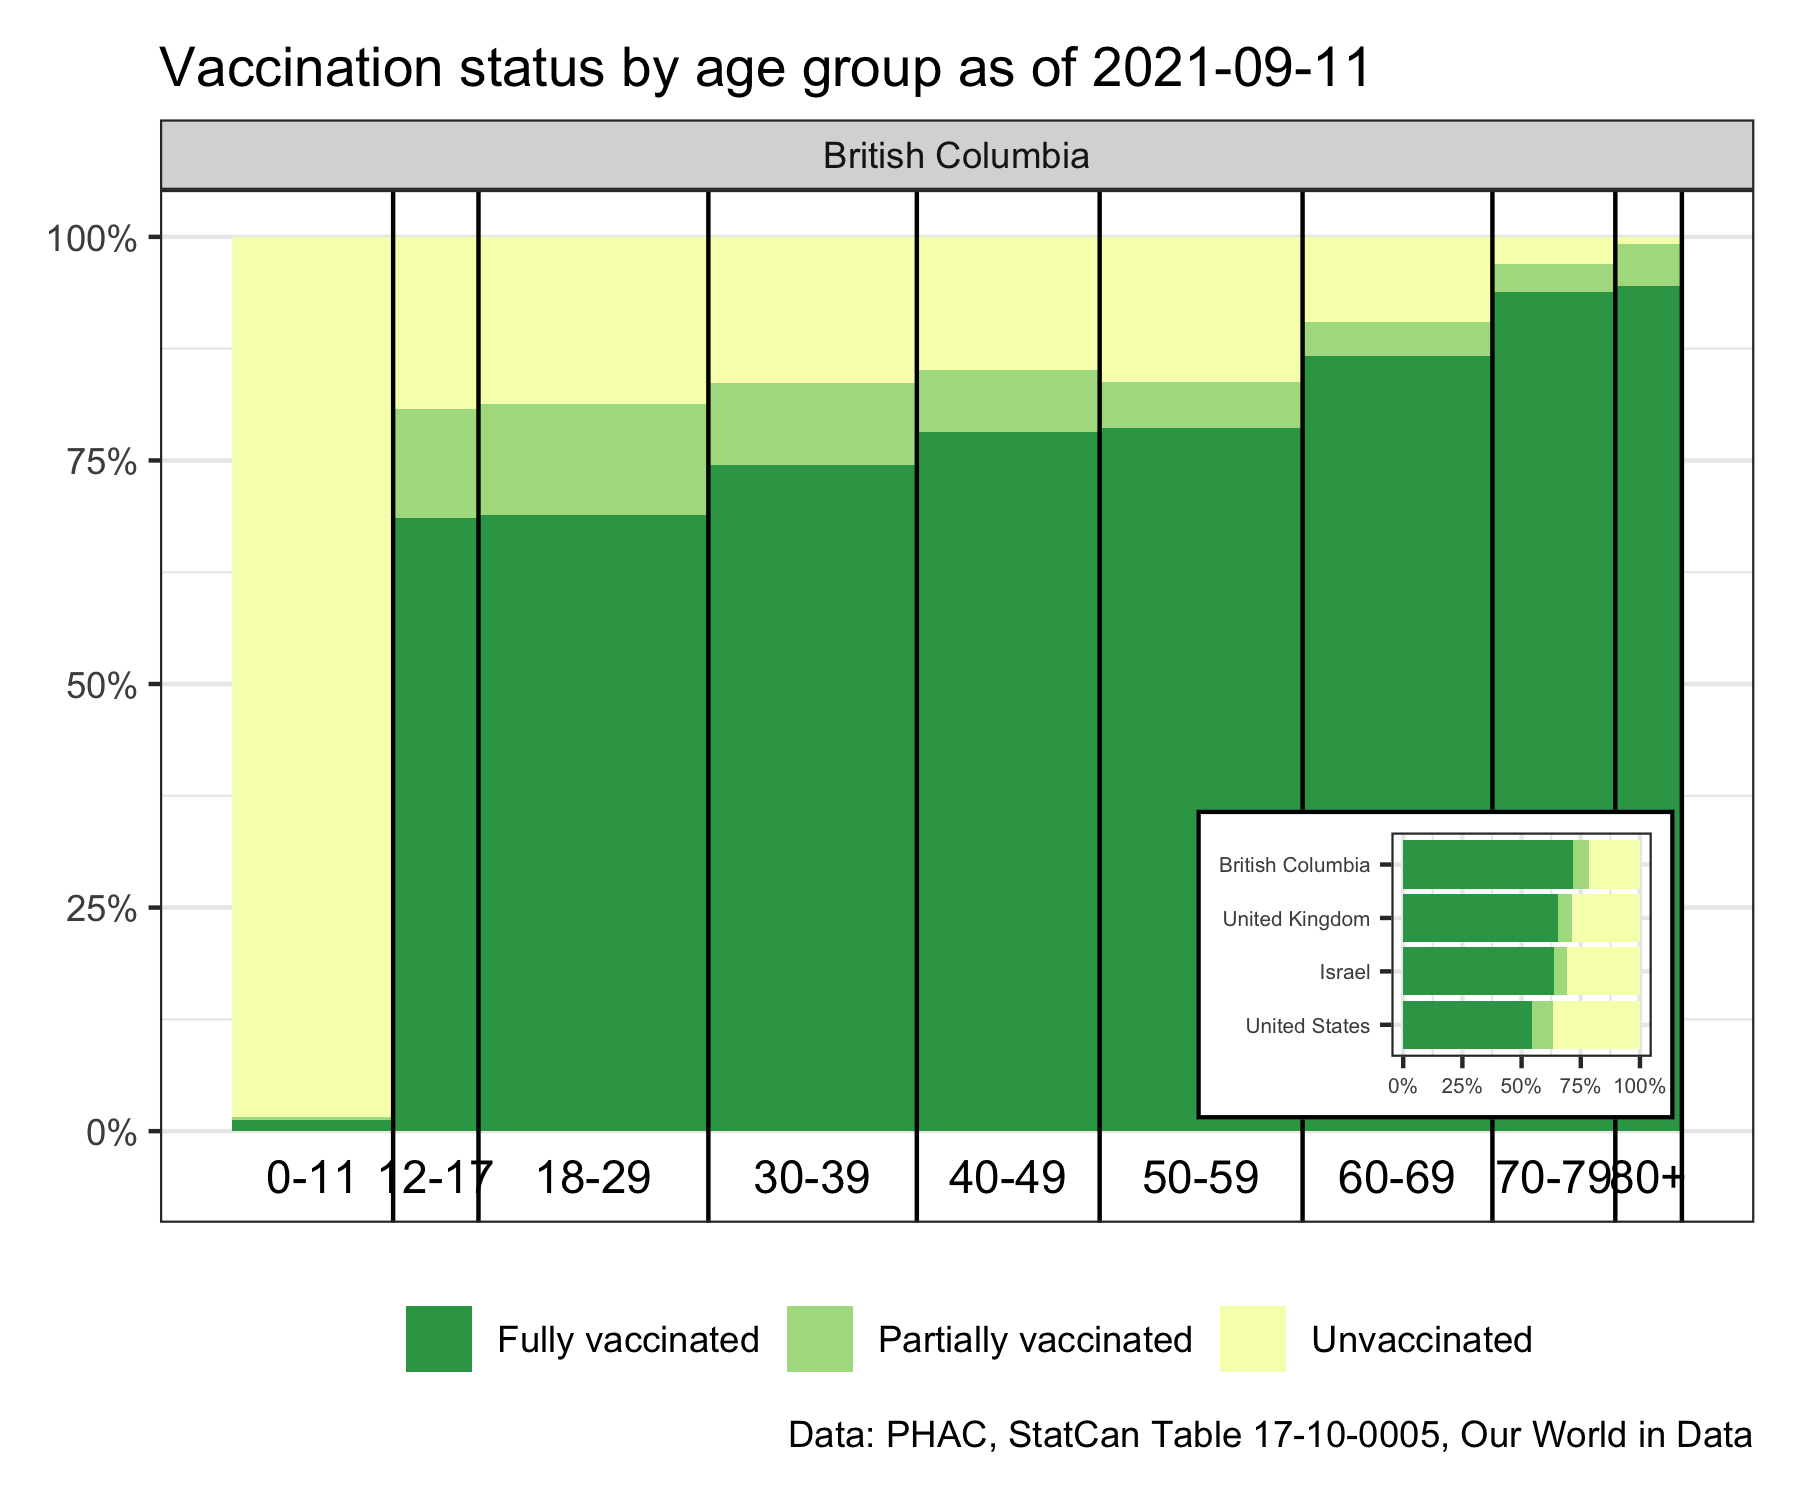 Vaccination status by age group as of 2021-09-11
British Columbia
100%
75%
50%
25%
0%
0-11 12-17 18-29 30-39 40-49 50-59 60-69 70-79 80+
British Columbia
United Kingdom
Israel
United States
0% 25% 50% 75% 100%
Fully vaccinated Partially vaccinated Unvaccinated
Data: PHAC, StatCan Table 17-10-0005, Our World in Data